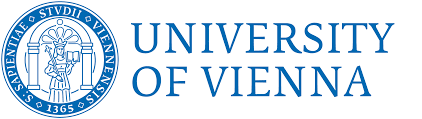 S·SAPIENTIAE·STVDII·VIENNENSIS·
1365
UNIVERSITY
OF VIENNA